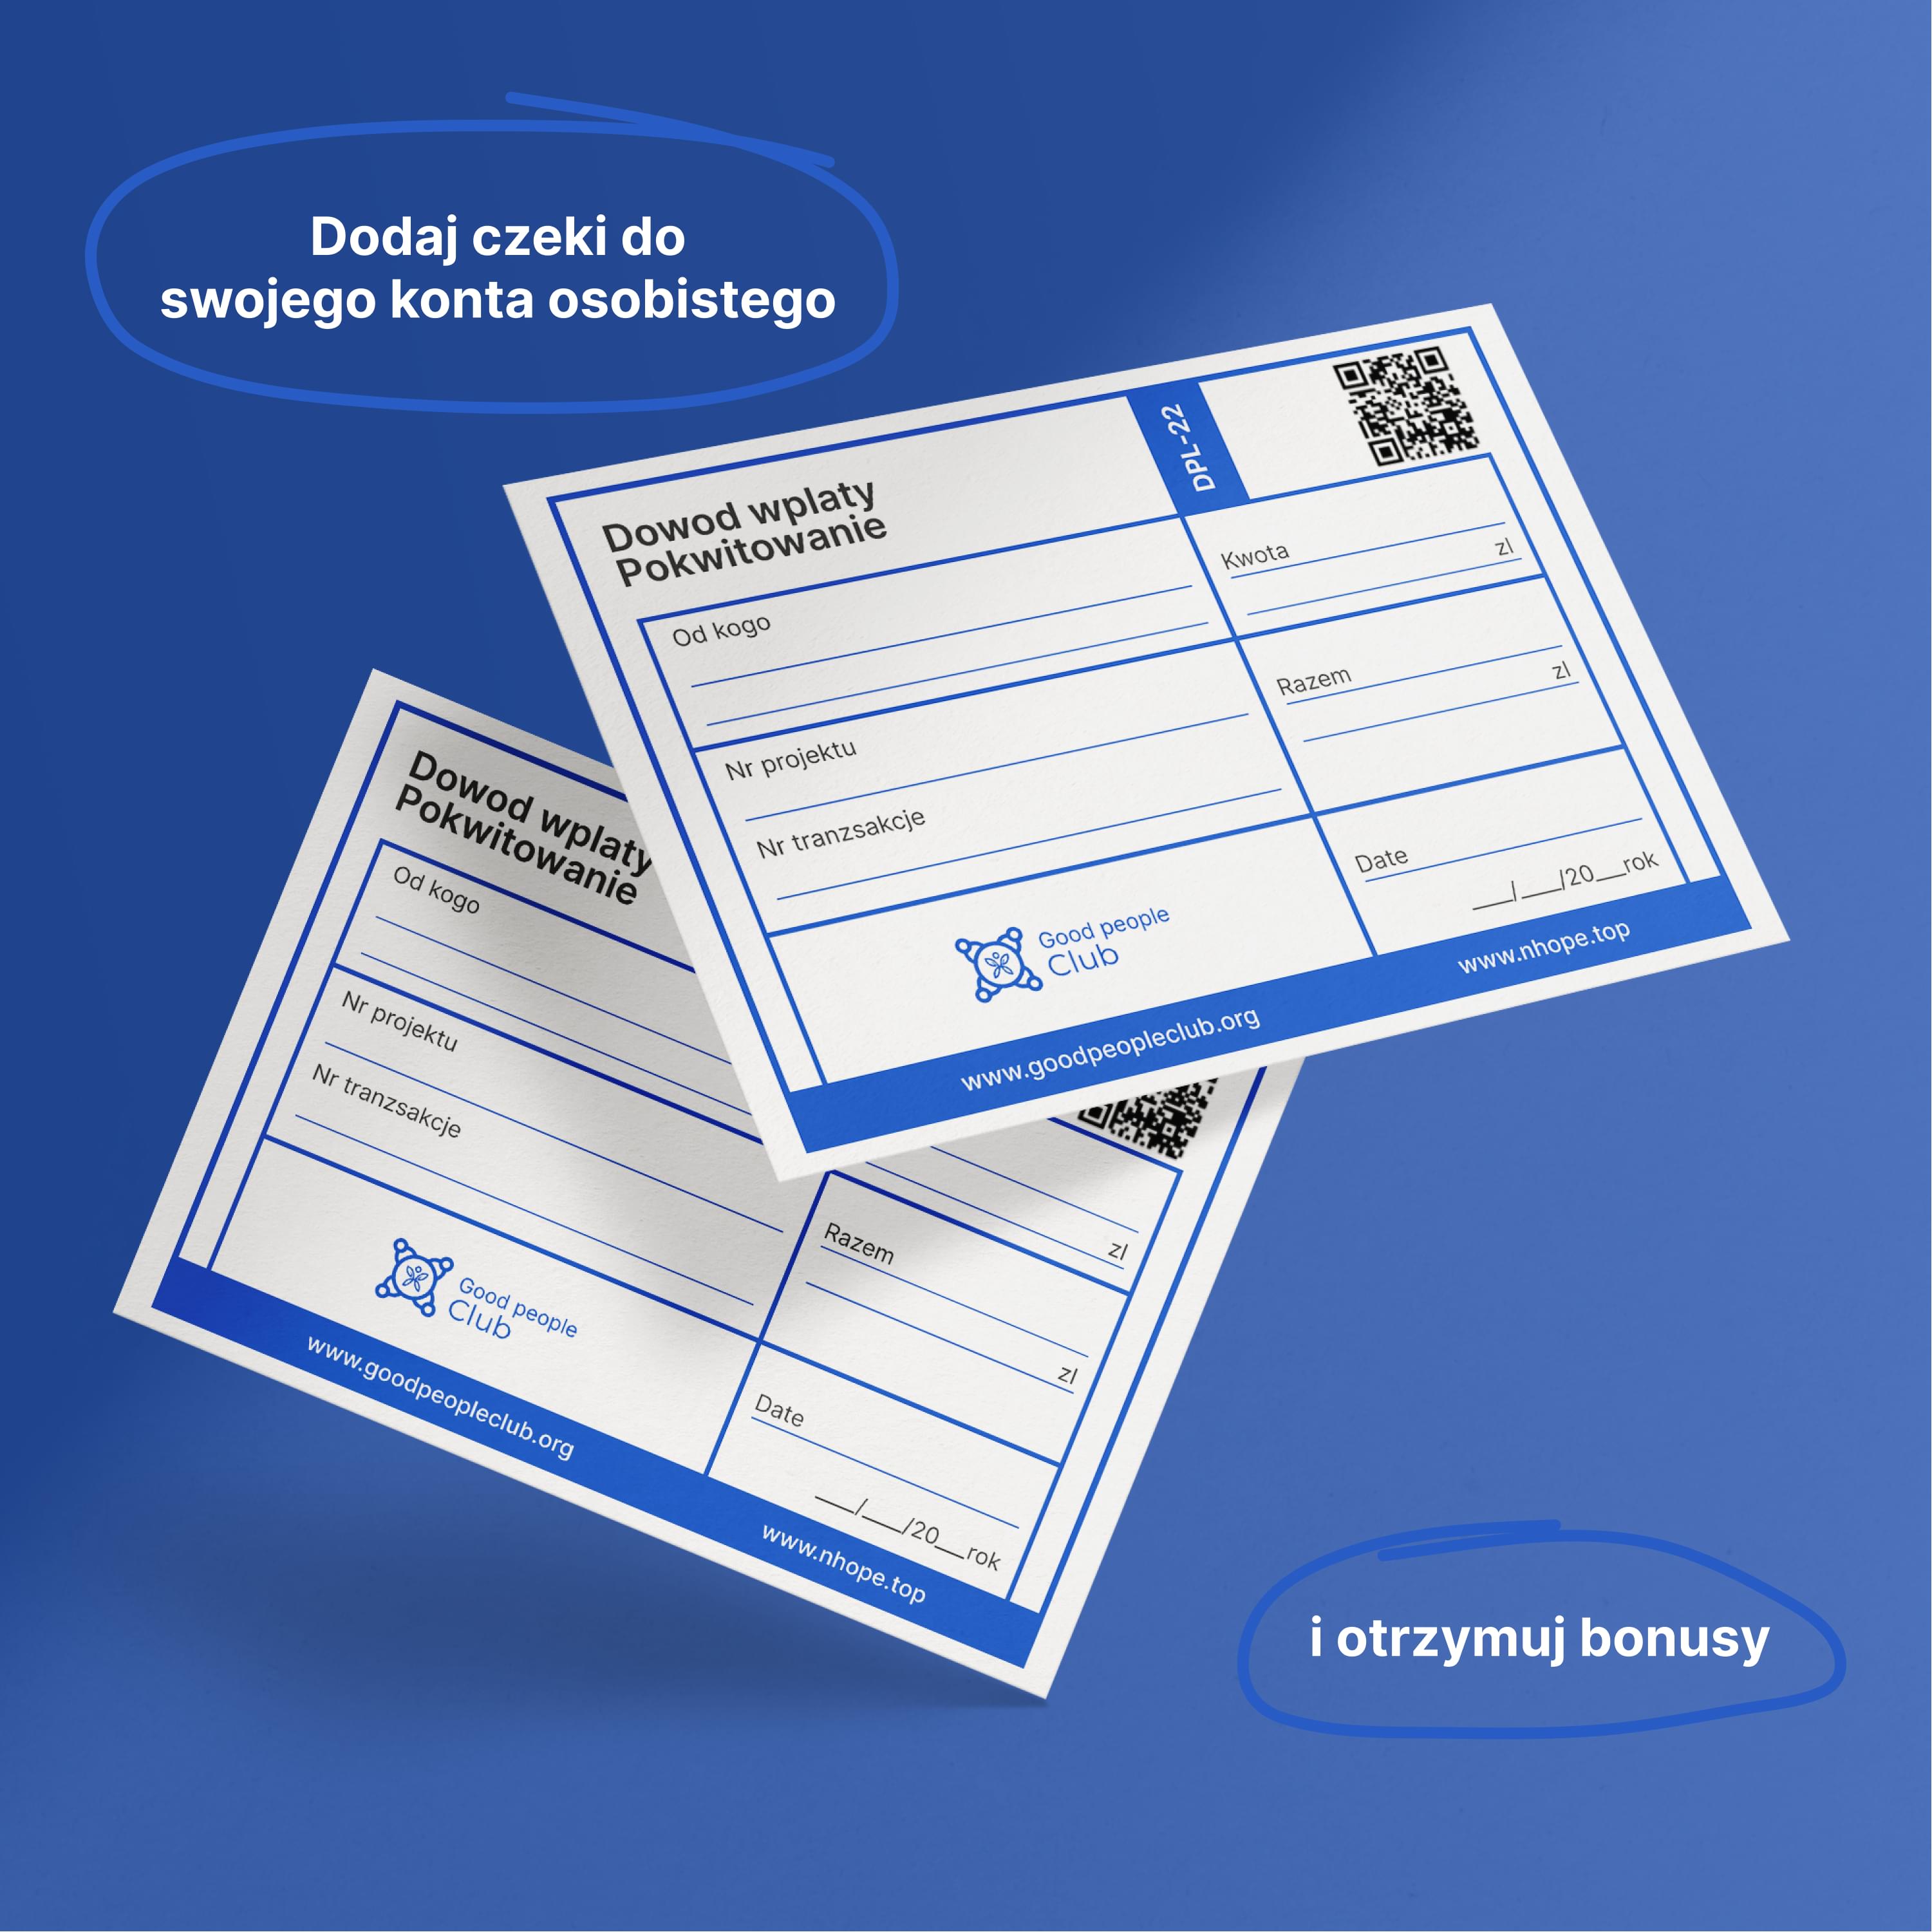 Dodaj czeki do
swojego konta osobistego
Dowod wplaty
Pokwitowanie
DPL-22
Od kogo
Kwota
zl
Nr projektu
Razem
zl
Nr tranzsakcje
Date
___/___/20__rok
Good people
Club
www.goodpeopleclub.org
www.nhope.top
Dowod wplaty
Pokwitowanie
Od kogo
zl
Nr projektu
Razem
zl
Nr tranzsakcje
Date
___/___/20__rok
Good people
Club
www.goodpeopleclub.org
www.nhope.top
i otrzymuj bonusy